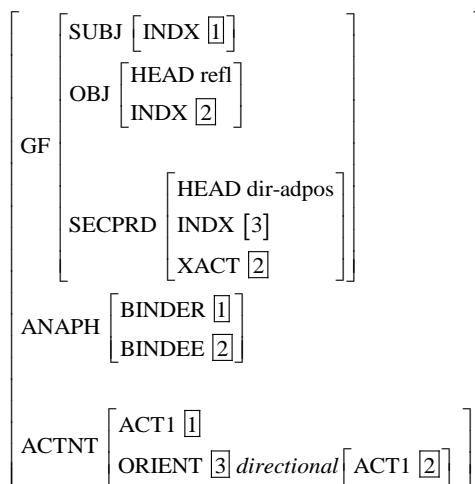 SUBJ [INDX 1]
HEAD refl
OBJ
INDX 2
GF
HEAD dir-adpos
SECPRD INDX [3]
XACT 2
BINDER 1
ANAPH
BINDEE 2
ACT1 1
ACTNT
ORIENT 3 directional [ACT1 2]